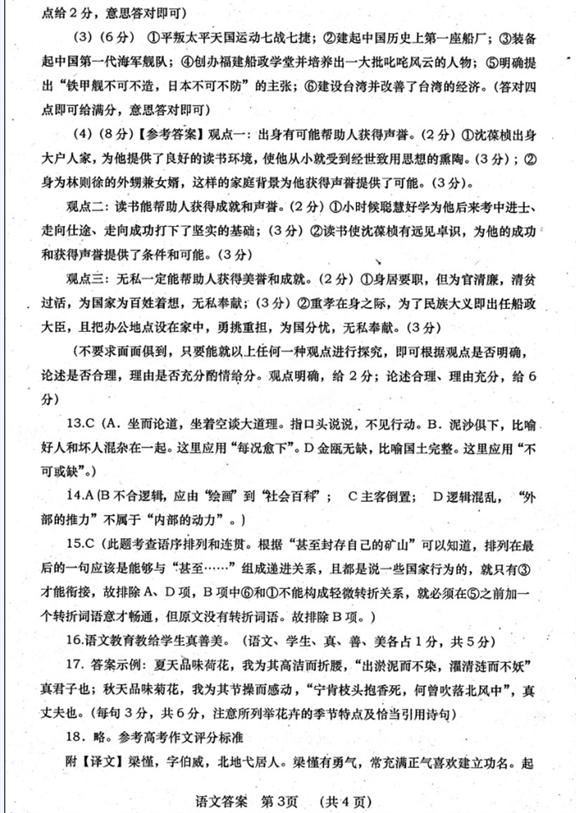 点给2分，意思答对即可）
（3）（6分） ①平叛太平天国运动七战七捷；②建起中国历史上第一座船厂；③装备
起中国第一代海军舰队；④创办福建船政学堂并培养出一大批叱咤风云的人物；⑤明确提
出“铁甲舰不可不造，日本不可不防”的主张；⑥建设台湾并改善了台湾的经济。（答对四
点即可给满分，意思答对即可）
（4）（8分）【参考答案】观点一：出身有可能帮助人获得声誉。（2分）①沈葆桢出身
大户人家，为他提供了良好的读书环境，使他从小就受到经世致用思想的熏陶。（3分）；②
身为林则徐的外甥兼女婿，这样的家庭背景为他获得声誉提供了可能。（3分）。
观点二：读书能帮助人获得成就和声誉。（2分）①小时候聪慧好学为他后来考中进士、
走向仕途、走向成功打下了坚实的基础；（3分）②读书使沈葆桢有远见卓识，为他的成功
和获得声誉提供了条件和可能。（3分）
观点三：无私一定能帮助人获得美誉和成就。（2分）①身居要职，但为官清廉，清贫
过活，为国家为百姓着想，无私奉献；（3分）②重孝在身之际，为了民族大义即出任船政
大臣，且把办公地点设在家中，勇挑重担，为国分忧，无私奉献。（3分）
（不要求面面俱到，只要能就以上任何一种观点进行探究，即可根据观点是否明确，
论述是否合理，理由是否充分酌情给分。观点明确，给2分；论述合理、理由充分，给6
分）
13.C（A．坐而论道，坐着空谈大道理。指口头说说，不见行动。B．泥沙俱下，比喻
好人和坏人混杂在一起。这里应用“每况愈下”。D金瓯无缺，比喻国土完整。这里应用“不
可或缺”。）
14.A（B不合逻辑，应由“绘画”到“社会百科”； C主客倒置； D逻辑混乱，“外
部的推力”不属于“内部的动力”。）
15.C（此题考查语序排列和连贯。根据“甚至封存自己的矿山”可以知道，排列在最
后的一句应该是能够与“甚至……”组成递进关系，且都是说一些国家行为的，就只有③
才能衔接，故排除A、D项，B项中⑥和①不能构成轻微转折关系，就必须在⑤之前加一
个转折词语意才畅通，但原文没有转折词语。故排除B项。）
16.语文教育教给学生真善美。（语文、学生、真、善、美各占1分，共5分）
17．答案示例：夏天品味荷花，我为其高洁而折腰，“出淤泥而不染，濯清涟而不妖”
真君子也；秋天品味菊花，我为其节操而感动，“宁肯枝头抱香死，何曾吹落北风中”，真
丈夫也。（每句3分，共6分，注意所列举花卉的季节特点及恰当引用诗句）
18．略。参考高考作文评分标准
附【译文】梁慬，字伯威，北地弋居人。梁慬有勇气，常充满正气喜欢建立功名。起
语文答案 第3页 （共4页）